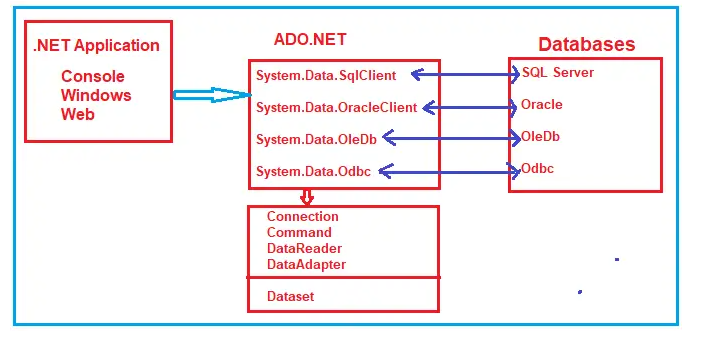 .NET Application
Console
Windows
Web
ADO.NET
System.Data.SqlClient
System.Data.OracleClient
System.Data.OleDb
System.Data.Odbc
Databases
SQL Server
Oracle
OleDb
Odbc
Connection
Command
DataReader
DataAdapter
Dataset